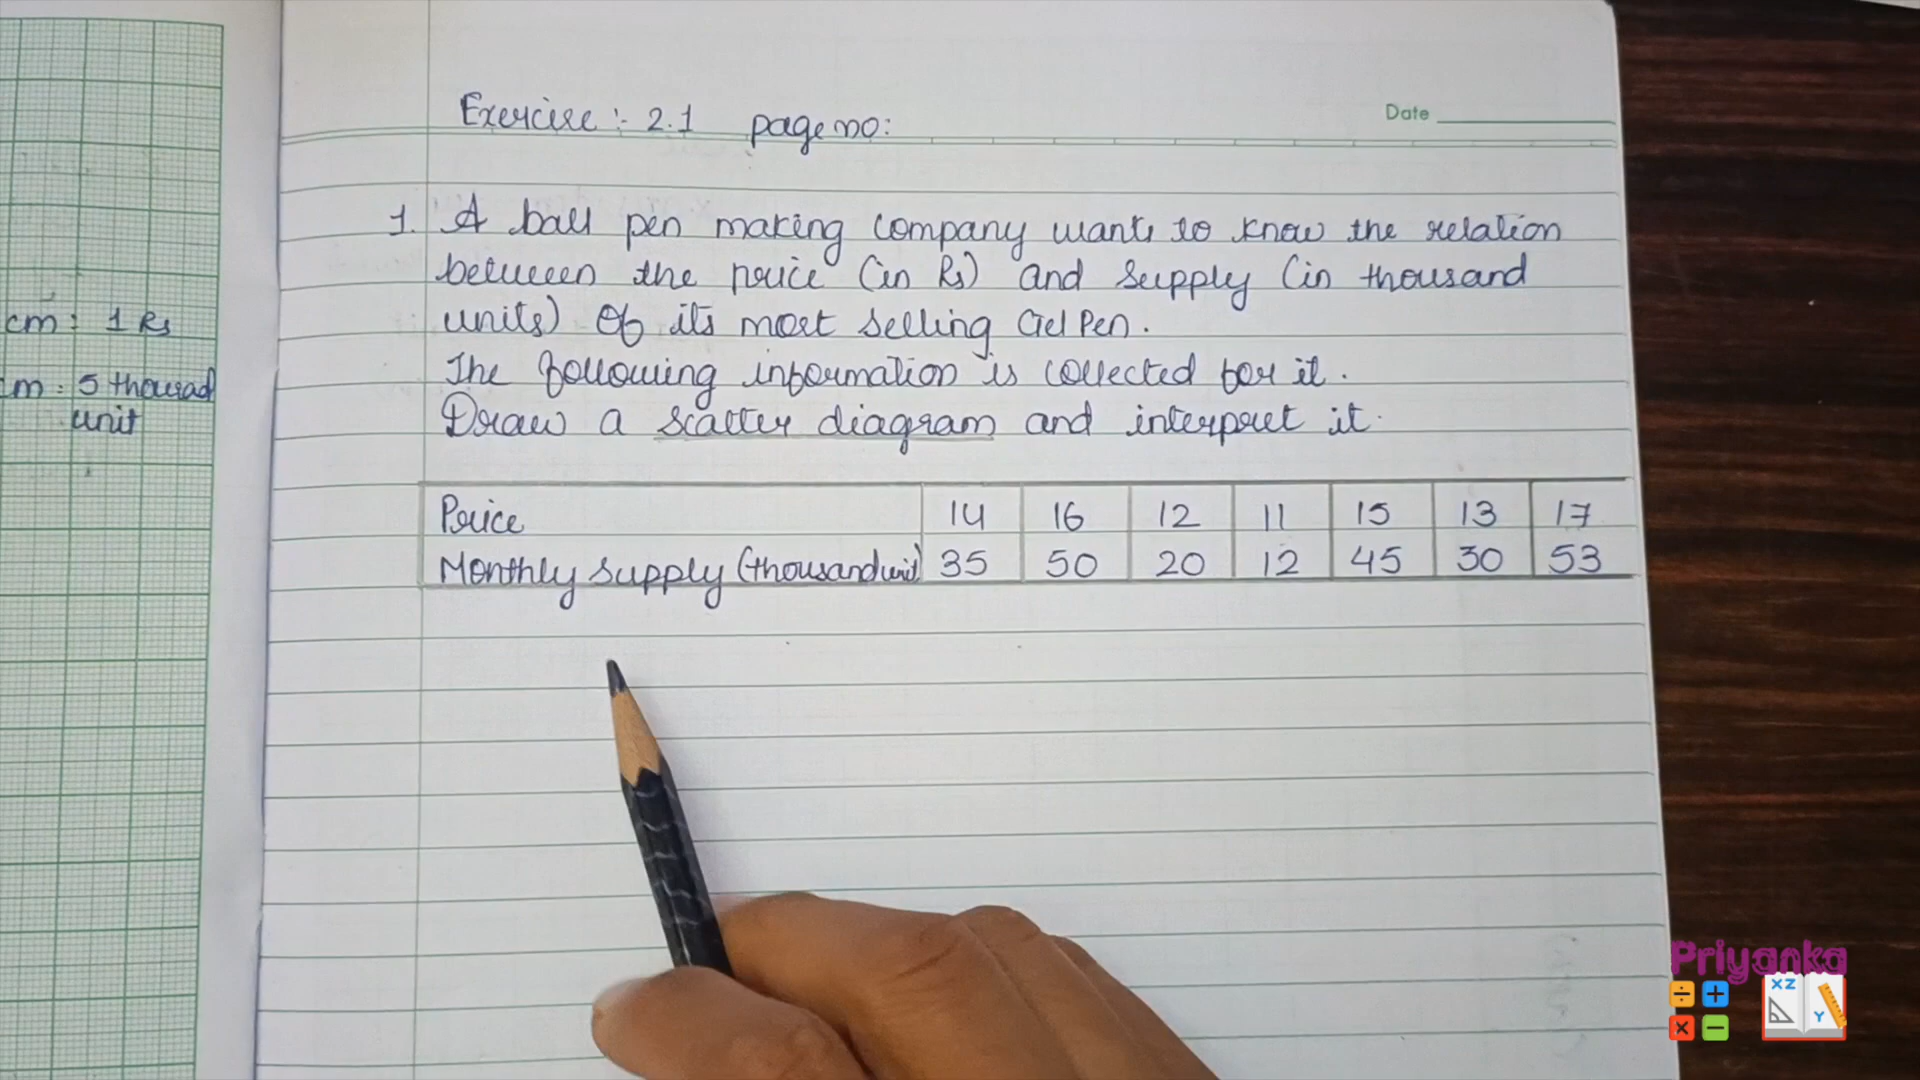 Exercise :- 2.1 page no:
Date
1. A ball pen making company wants to know the relation
between the price (in Rs) and supply (in thousand
units) of its most selling Gel Pen.
The following information is collected for it.
Draw a scatter diagram and interpret it.
Price 14 16 12 11 15 13 17
Monthly supply (thousand unit) 35 50 20 12 45 30 53
cm : 1 Rs
m : 5 thousad
unit
Priyanka
XZ
Y